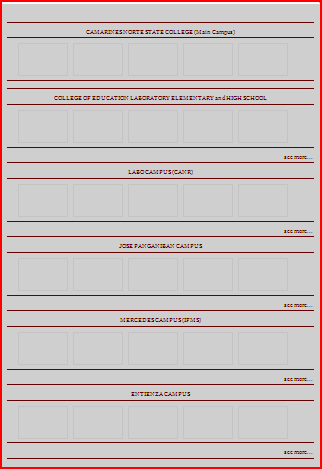 CAMARINES NORTE STATE COLLEGE (Main Campus)
COLLEGE OF EDUCATION LABORATORY ELEMENTARY and HIGH SCHOOL
see more...
LABO CAMPUS (CANR)
see more...
JOSE PANGANIBAN CAMPUS
see more...
MERCEDES CAMPUS (IFMS)
see more...
ENTIENZA CAMPUS
see more...